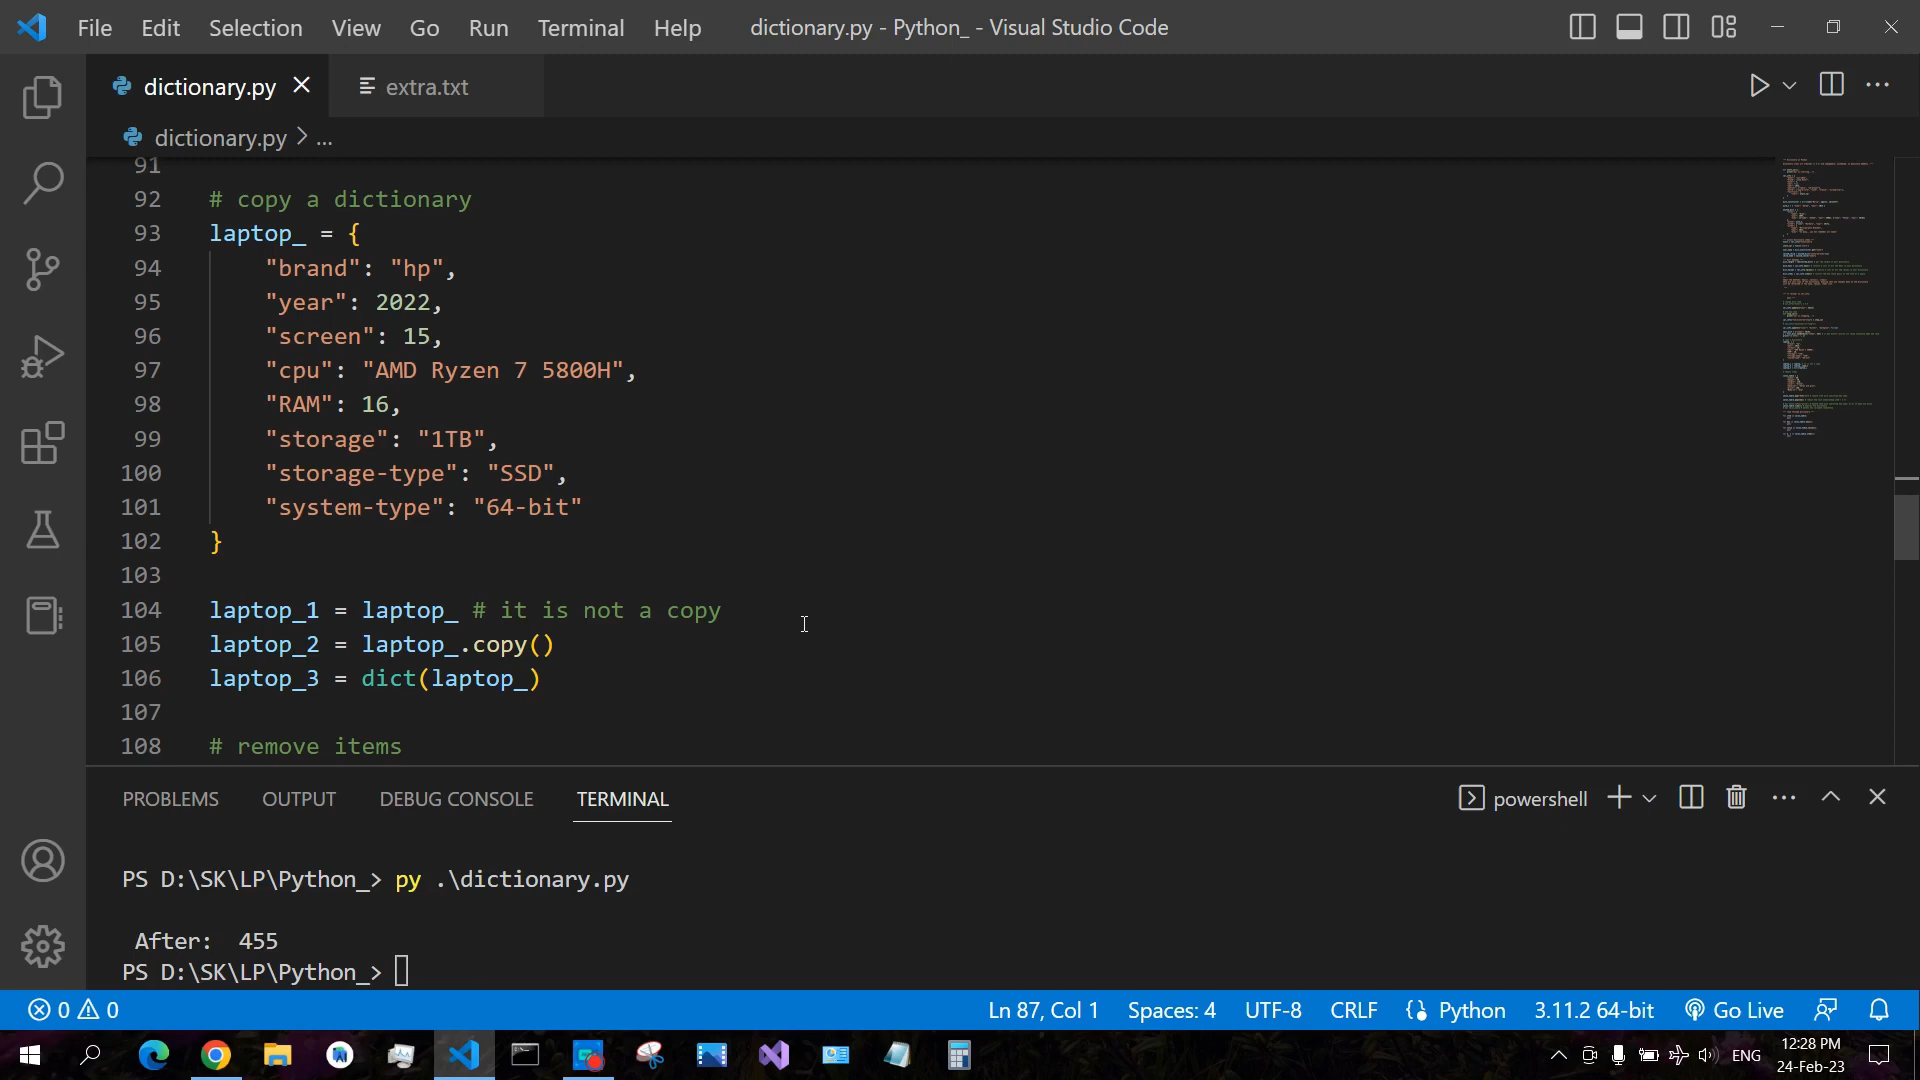 File Edit Selection View Go Run Terminal Help dictionary.py - Python_ - Visual Studio Code
dictionary.py extra.txt
dictionary.py > ...
91
92 # copy a dictionary
93 laptop_ = {
94 "brand": "hp",
95 "year": 2022,
96 "screen": 15,
97 "cpu": "AMD Ryzen 7 5800H",
98 "RAM": 16,
99 "storage": "1TB",
100 "storage-type": "SSD",
101 "system-type": "64-bit"
102 }
103
104 laptop_1 = laptop_ # it is not a copy
105 laptop_2 = laptop_.copy()
106 laptop_3 = dict(laptop_)
107
108 # remove items
PROBLEMS OUTPUT DEBUG CONSOLE TERMINAL powershell
PS D:\SK\LP\Python_> py .\dictionary.py
After: 455
PS D:\SK\LP\Python_>
0 0 Ln 87, Col 1 Spaces: 4 UTF-8 CRLF Python 3.11.2 64-bit Go Live
ENG 12:28 PM
24-Feb-23